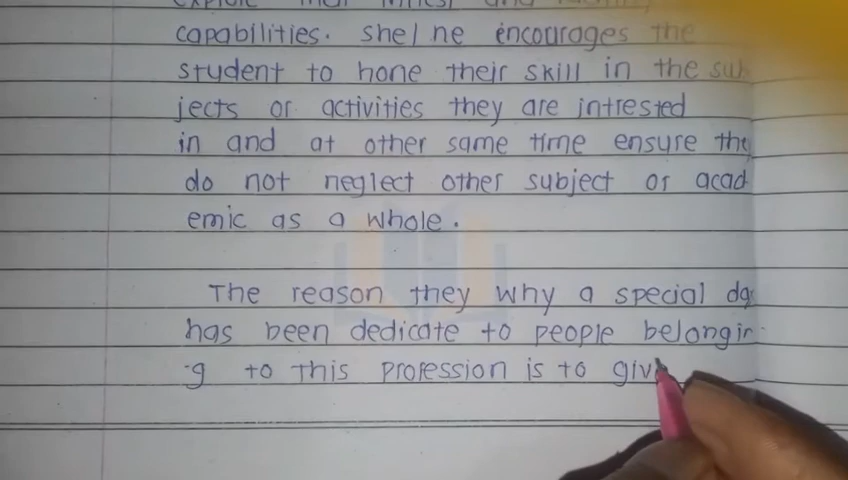 capabilities. she/ne encourages the
student to hone their skill in the sub
jects or activities they are intrested
in and at other same time ensure the
do not neglect other subject or acad
emic as a whole.
The reason they why a special da
has been dedicate to people belongin
-g to this profession is to giv